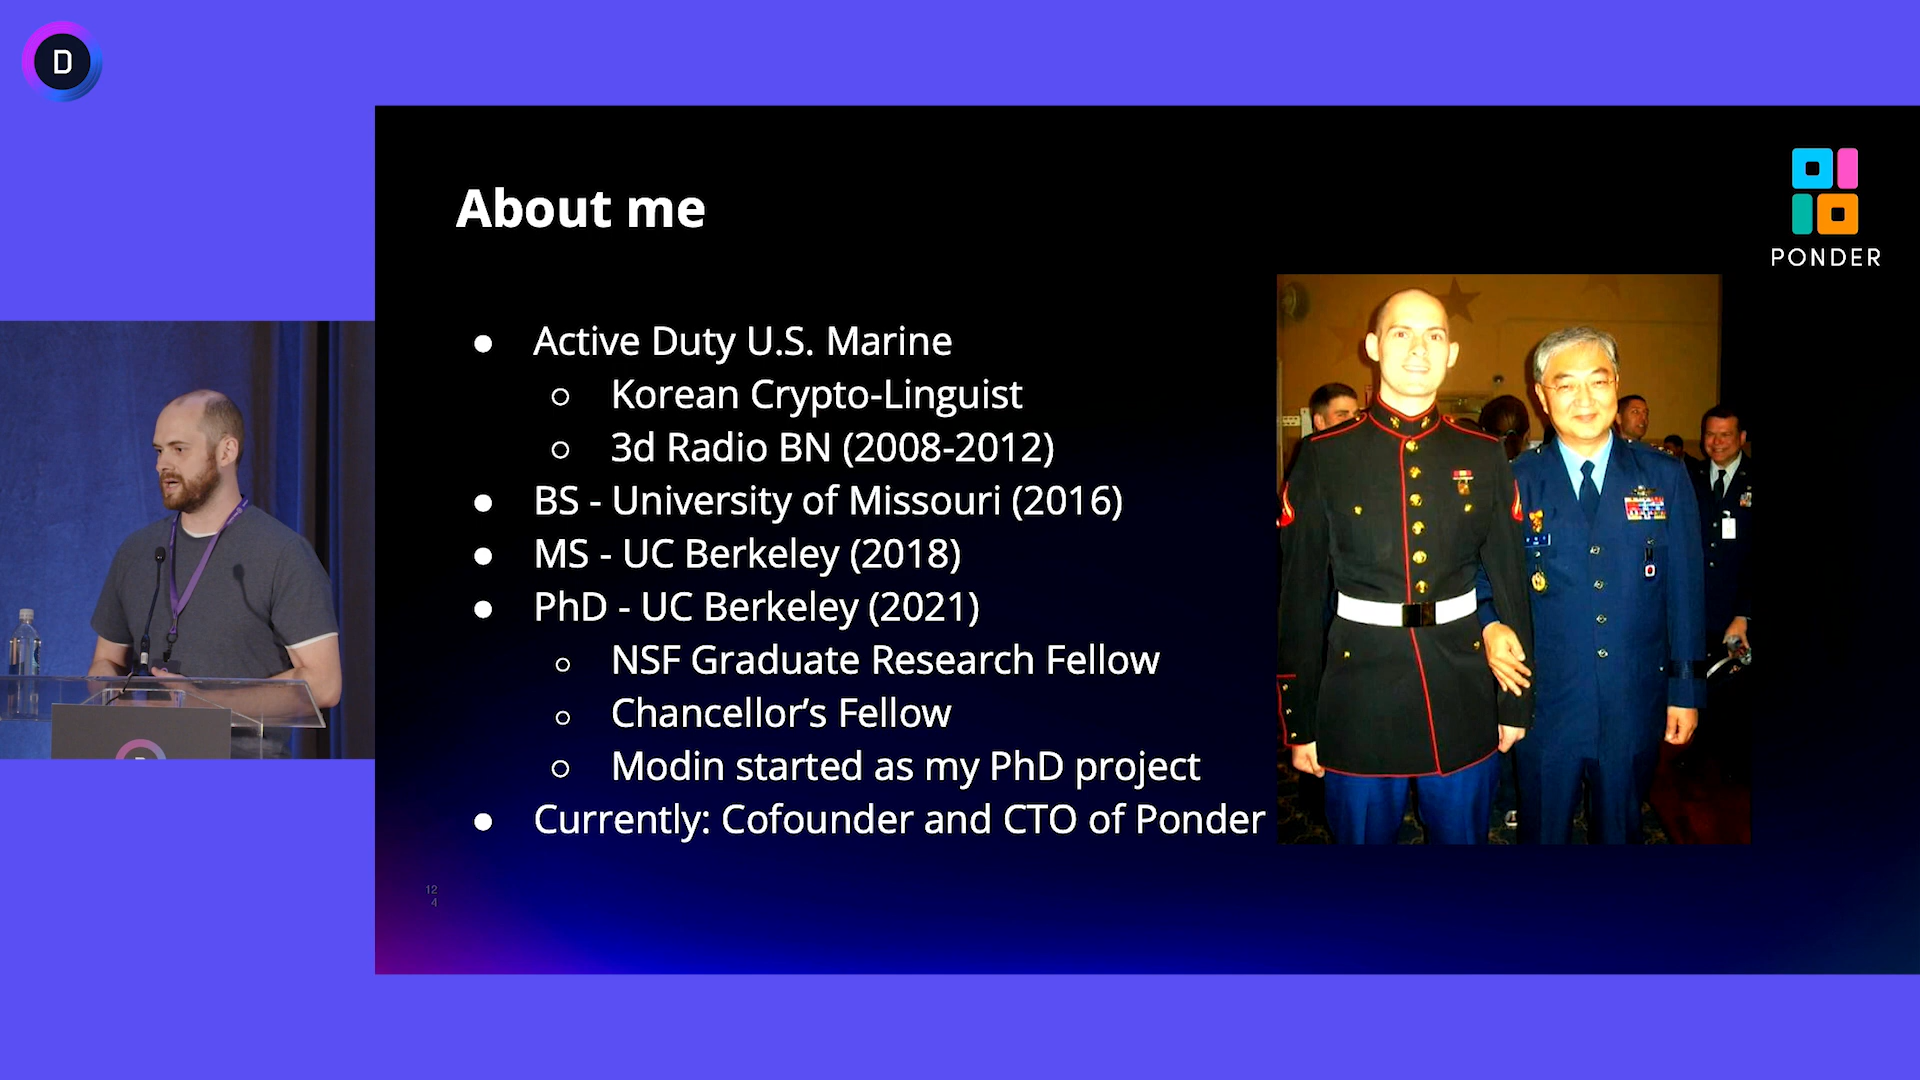 D
PONDER
About me
Active Duty U.S. Marine
Korean Crypto-Linguist
3d Radio BN (2008-2012)
BS - University of Missouri (2016)
MS - UC Berkeley (2018)
PhD - UC Berkeley (2021)
NSF Graduate Research Fellow
Chancellor’s Fellow
Modin started as my PhD project
Currently: Cofounder and CTO of Ponder
12
4